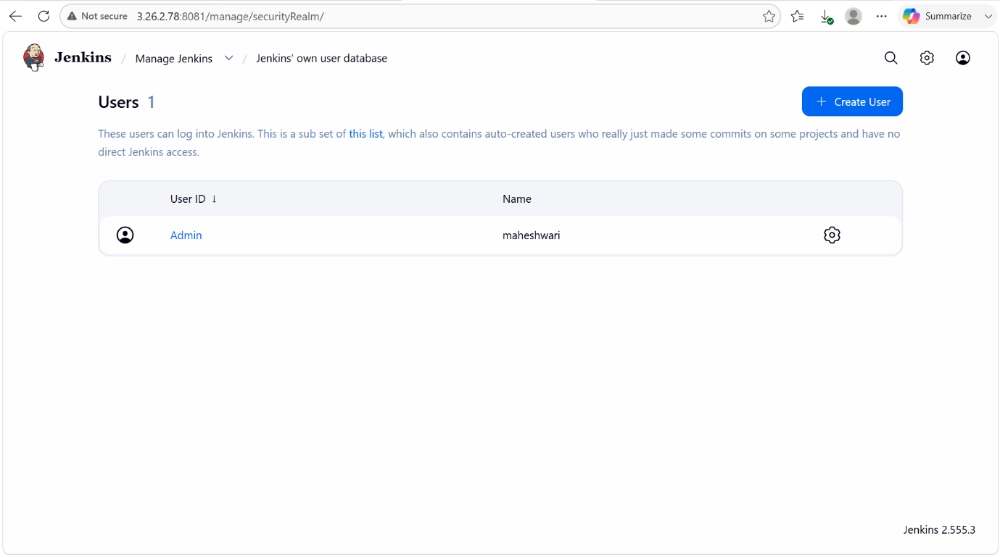 Not secure 3.26.2.78:8081/manage/securityRealm/ Summarize
Jenkins / Manage Jenkins / Jenkins’ own user database
Users 1
+ Create User
These users can log into Jenkins. This is a sub set of this list, which also contains auto-created users who really just made some commits on some projects and have no
direct Jenkins access.
User ID ↓ Name
Admin maheshwari
Jenkins 2.555.3